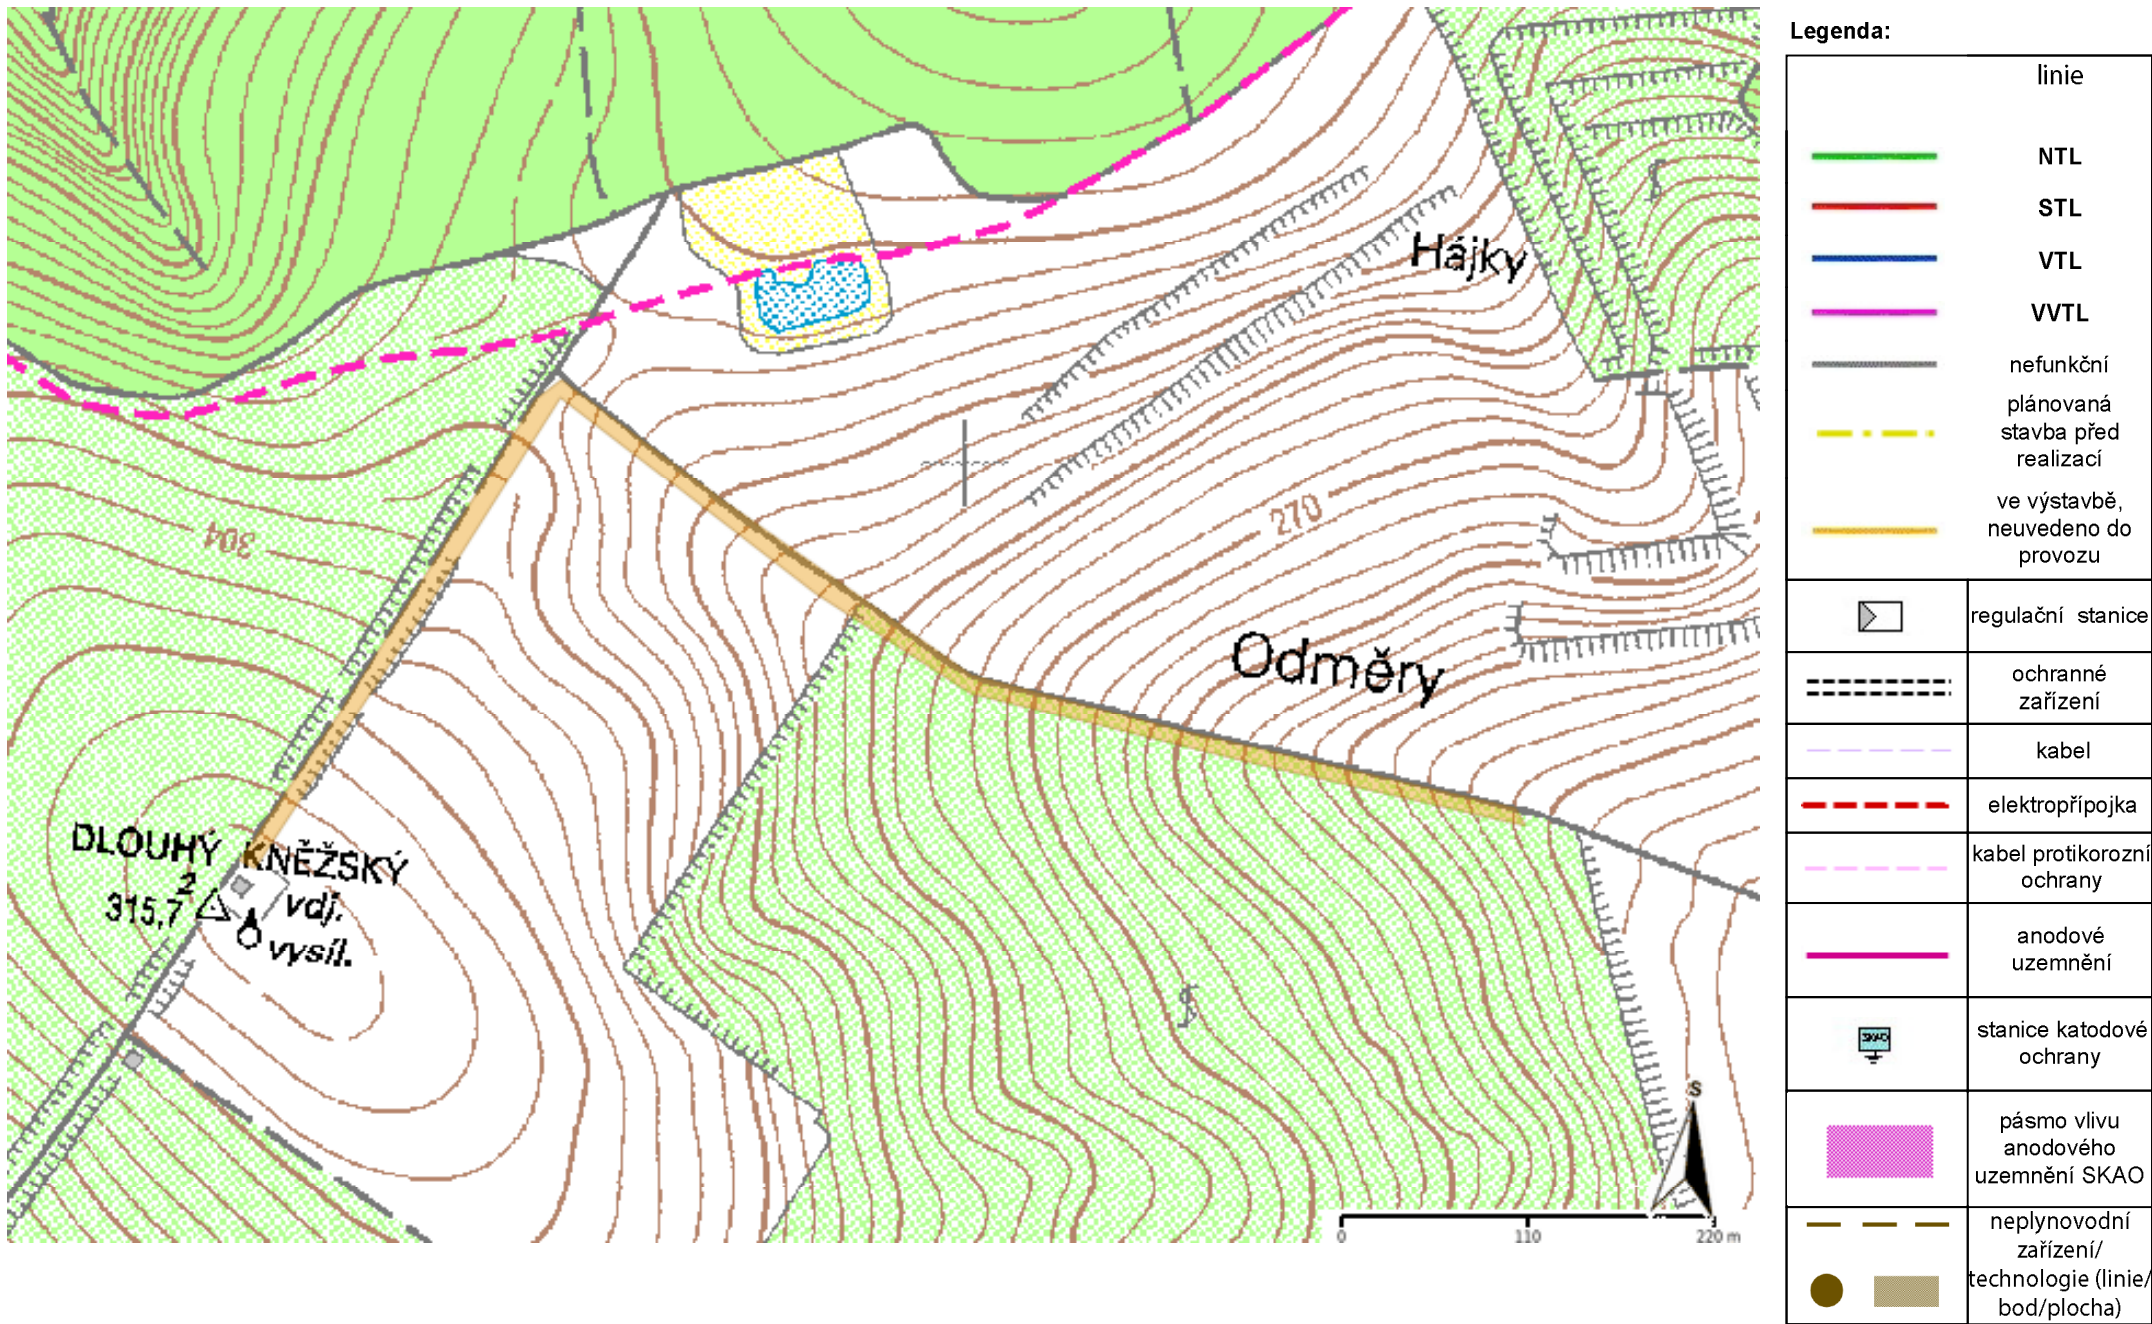 Hájky
270
304
Odměry
DLOUHÝ
KNĚŽSKÝ
2
315,7
vdj.
vysíl.
S
0 110 220 m
Legenda:
linie
NTL
STL
VTL
VVTL
nefunkční
plánovaná
stavba před
realizací
ve výstavbě,
neuvedeno do
provozu
regulační stanice
ochranné
zařízení
kabel
elektropřípojka
kabel protikorozní
ochrany
anodové
uzemnění
SKAO
stanice katodové
ochrany
pásmo vlivu
anodového
uzemnění SKAO
neplynovodní
zařízení/
technologie (linie/
bod/plocha)